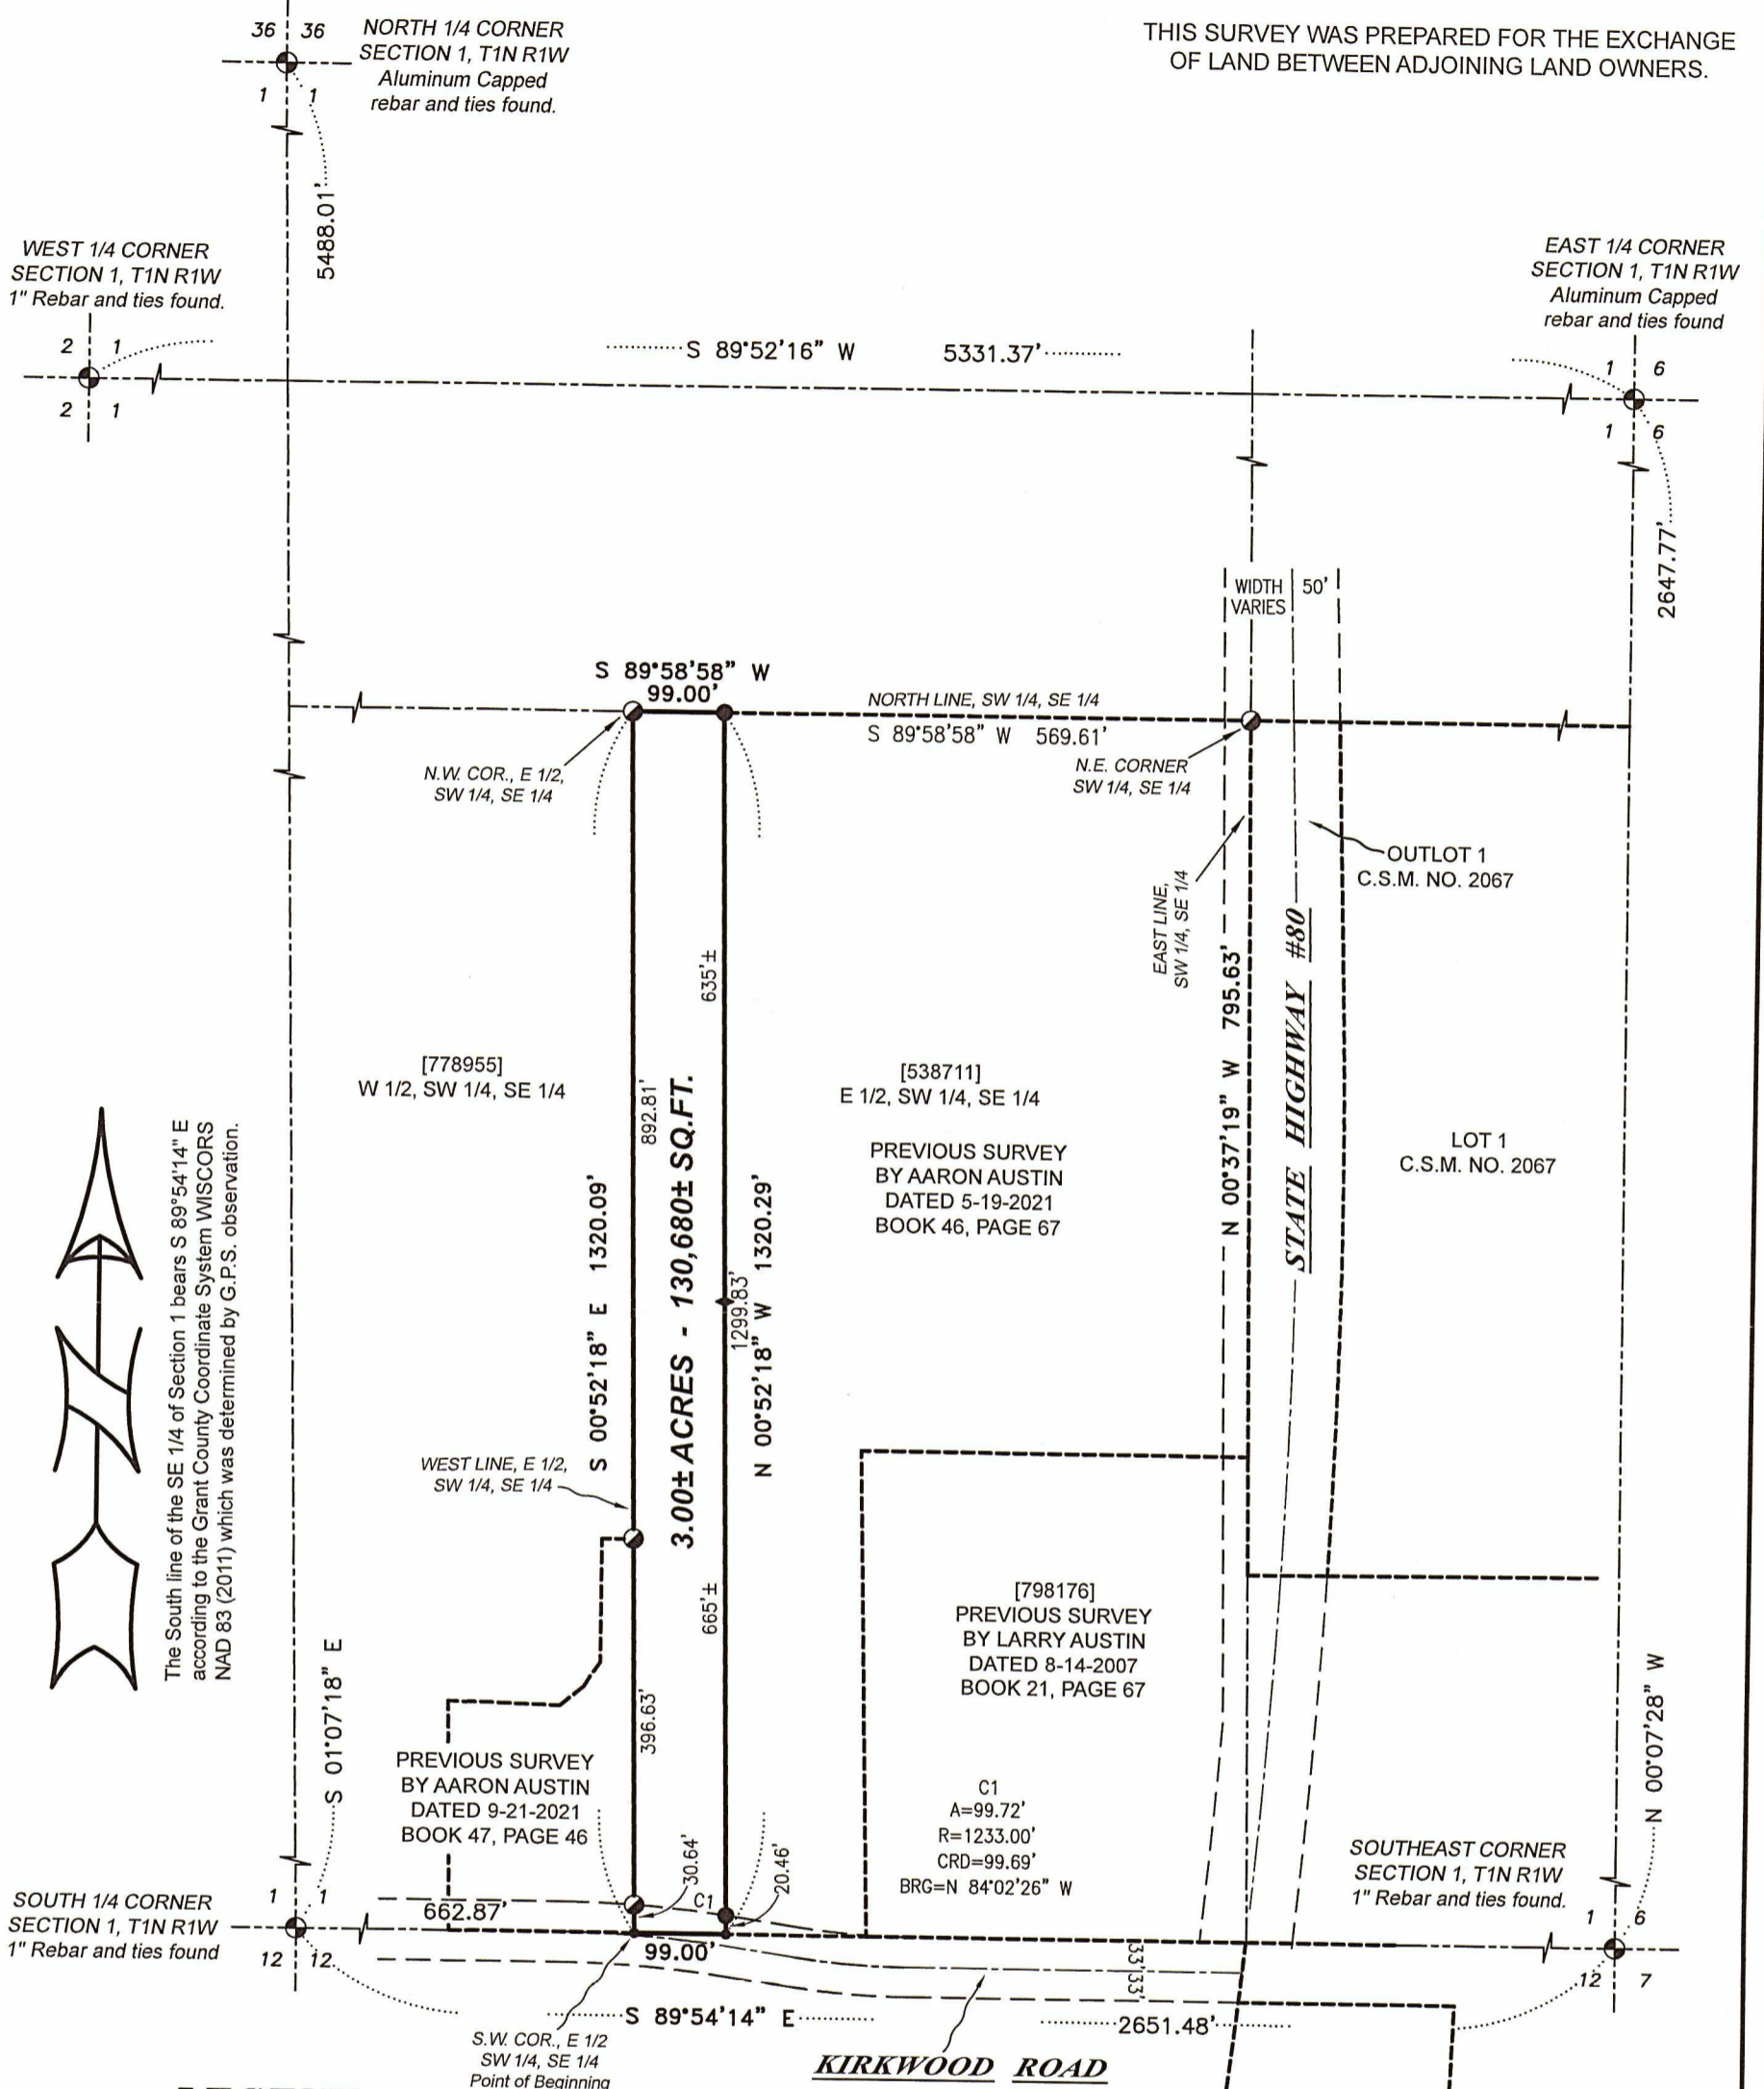 THIS SURVEY WAS PREPARED FOR THE EXCHANGE
OF LAND BETWEEN ADJOINING LAND OWNERS.
36 36
1 1
NORTH 1/4 CORNER
SECTION 1, T1N R1W
Aluminum Capped
rebar and ties found.
5488.01'
WEST 1/4 CORNER
SECTION 1, T1N R1W
1" Rebar and ties found.
2 1
2 1
S 89°52'16" W 5331.37'
EAST 1/4 CORNER
SECTION 1, T1N R1W
Aluminum Capped
rebar and ties found
1 6
1 6
2647.77'
WIDTH
VARIES
50'
S 89°58'58" W
99.00'
NORTH LINE, SW 1/4, SE 1/4
S 89°58'58" W 569.61'
N.W. COR., E 1/2,
SW 1/4, SE 1/4
N.E. CORNER
SW 1/4, SE 1/4
OUTLOT 1
C.S.M. NO. 2067
EAST LINE,
SW 1/4, SE 1/4
N 00°37'19" W 795.63'
STATE HIGHWAY #80
635'±
[778955]
W 1/2, SW 1/4, SE 1/4
892.81'
S 00°52'18" E 1320.09'
3.00± ACRES - 130,680± SQ.FT.
1299.83'
N 00°52'18" W 1320.29'
[538711]
E 1/2, SW 1/4, SE 1/4
PREVIOUS SURVEY
BY AARON AUSTIN
DATED 5-19-2021
BOOK 46, PAGE 67
LOT 1
C.S.M. NO. 2067
The South line of the SE 1/4 of Section 1 bears S 89°54'14" E
according to the Grant County Coordinate System WISCORS
NAD 83 (2011) which was determined by G.P.S. observation.
WEST LINE, E 1/2,
SW 1/4, SE 1/4
665'±
[798176]
PREVIOUS SURVEY
BY LARRY AUSTIN
DATED 8-14-2007
BOOK 21, PAGE 67
S 01°07'18" E
396.63'
N 00°07'28" W
PREVIOUS SURVEY
BY AARON AUSTIN
DATED 9-21-2021
BOOK 47, PAGE 46
C1
A=99.72'
R=1233.00'
CRD=99.69'
BRG=N 84°02'26" W
SOUTHEAST CORNER
SECTION 1, T1N R1W
1" Rebar and ties found.
1 6
12 7
SOUTH 1/4 CORNER
SECTION 1, T1N R1W
1" Rebar and ties found
1 1
12 12
662.87'
30.64'
C1
20.46'
99.00'
33'
33'
S 89°54'14" E
2651.48'
S.W. COR., E 1/2
SW 1/4, SE 1/4
Point of Beginning
KIRKWOOD ROAD